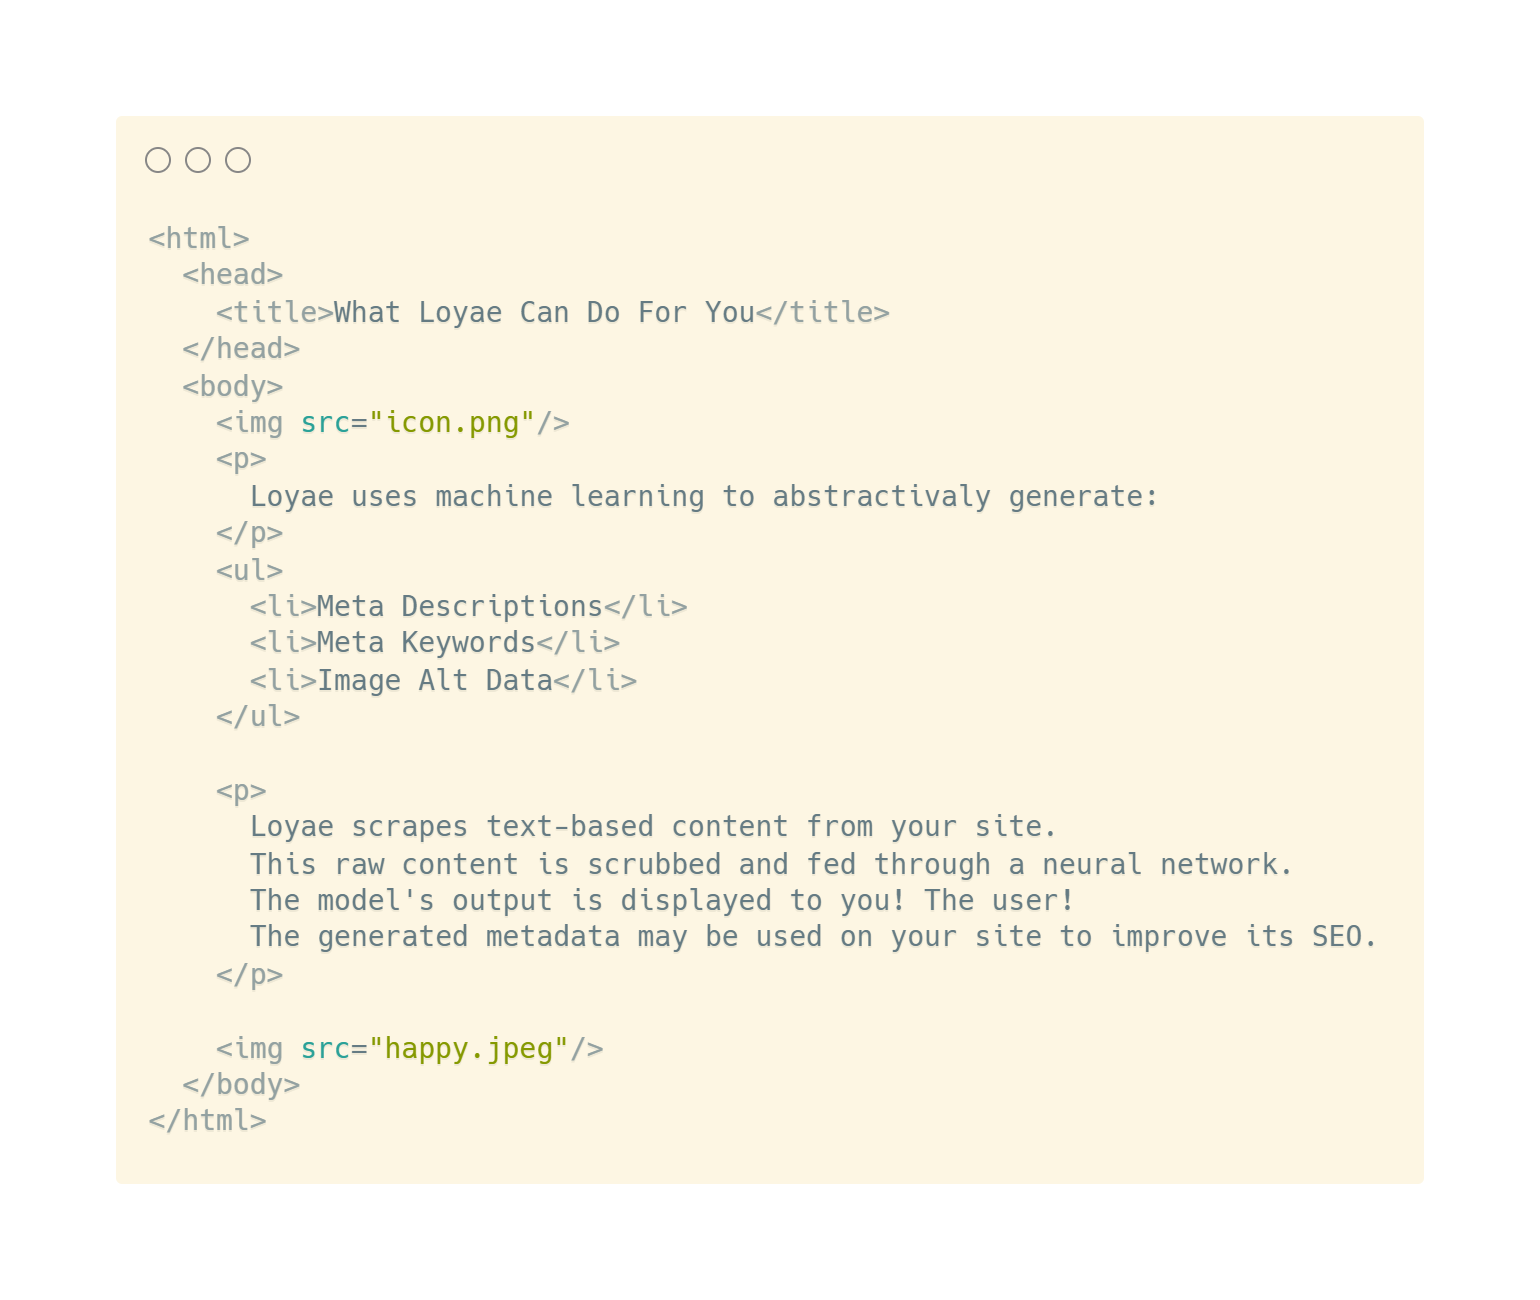 <html>
  <head>
    <title>What Loyae Can Do For You</title>
  </head>
  <body>
    <img src="icon.png"/>
    <p>
      Loyae uses machine learning to abstractivaly generate:
    </p>
    <ul>
      <li>Meta Descriptions</li>
      <li>Meta Keywords</li>
      <li>Image Alt Data</li>
    </ul>

    <p>
      Loyae scrapes text-based content from your site.
      This raw content is scrubbed and fed through a neural network.
      The model's output is displayed to you! The user!
      The generated metadata may be used on your site to improve its SEO.
    </p>

    <img src="happy.jpeg"/>
  </body>
</html>